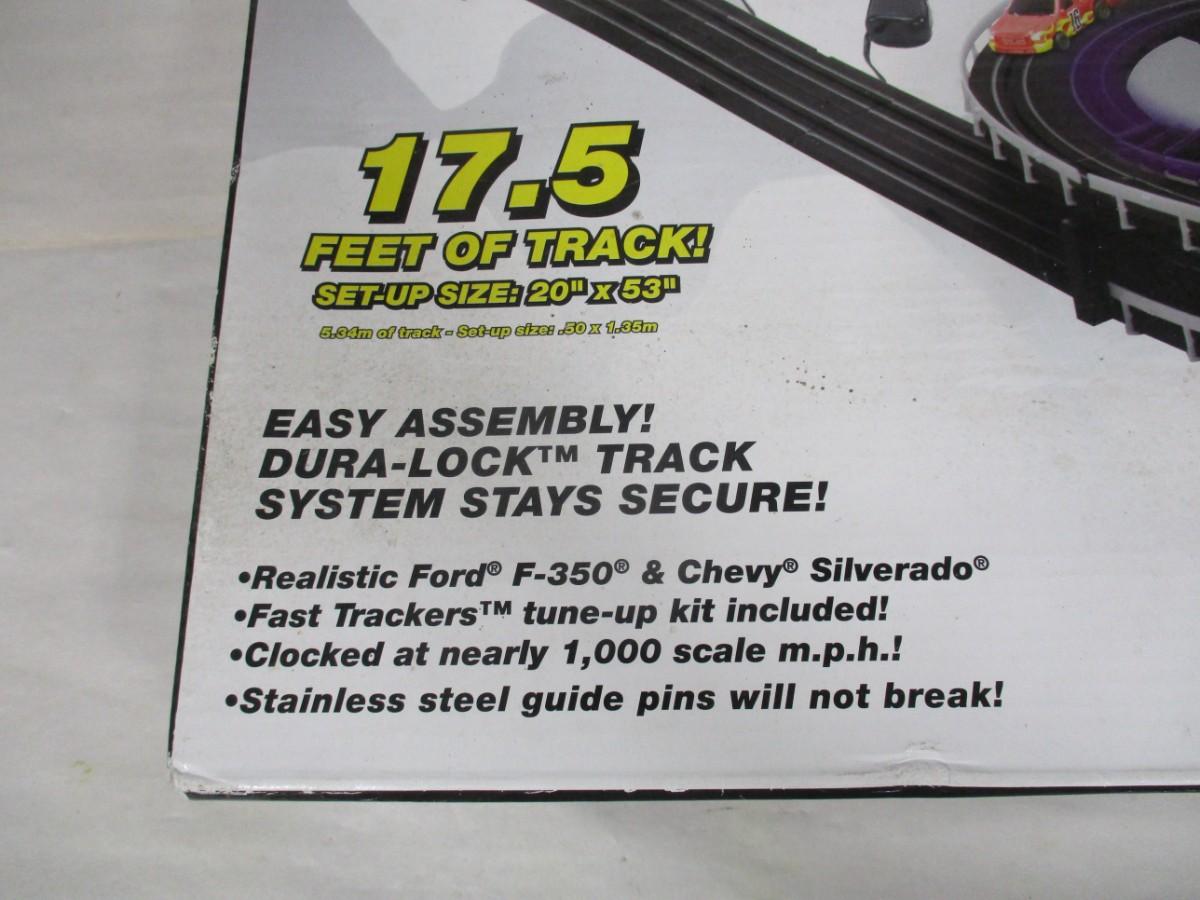 17.5
FEET OF TRACK!
SET-UP SIZE: 20" x 53"
5.34m of track - Set-up size: .50 x 1.35m
EASY ASSEMBLY!
DURA-LOCK™ TRACK
SYSTEM STAYS SECURE!
•Realistic Ford® F-350® & Chevy® Silverado®
•Fast Trackers™ tune-up kit included!
•Clocked at nearly 1,000 scale m.p.h.!
•Stainless steel guide pins will not break!